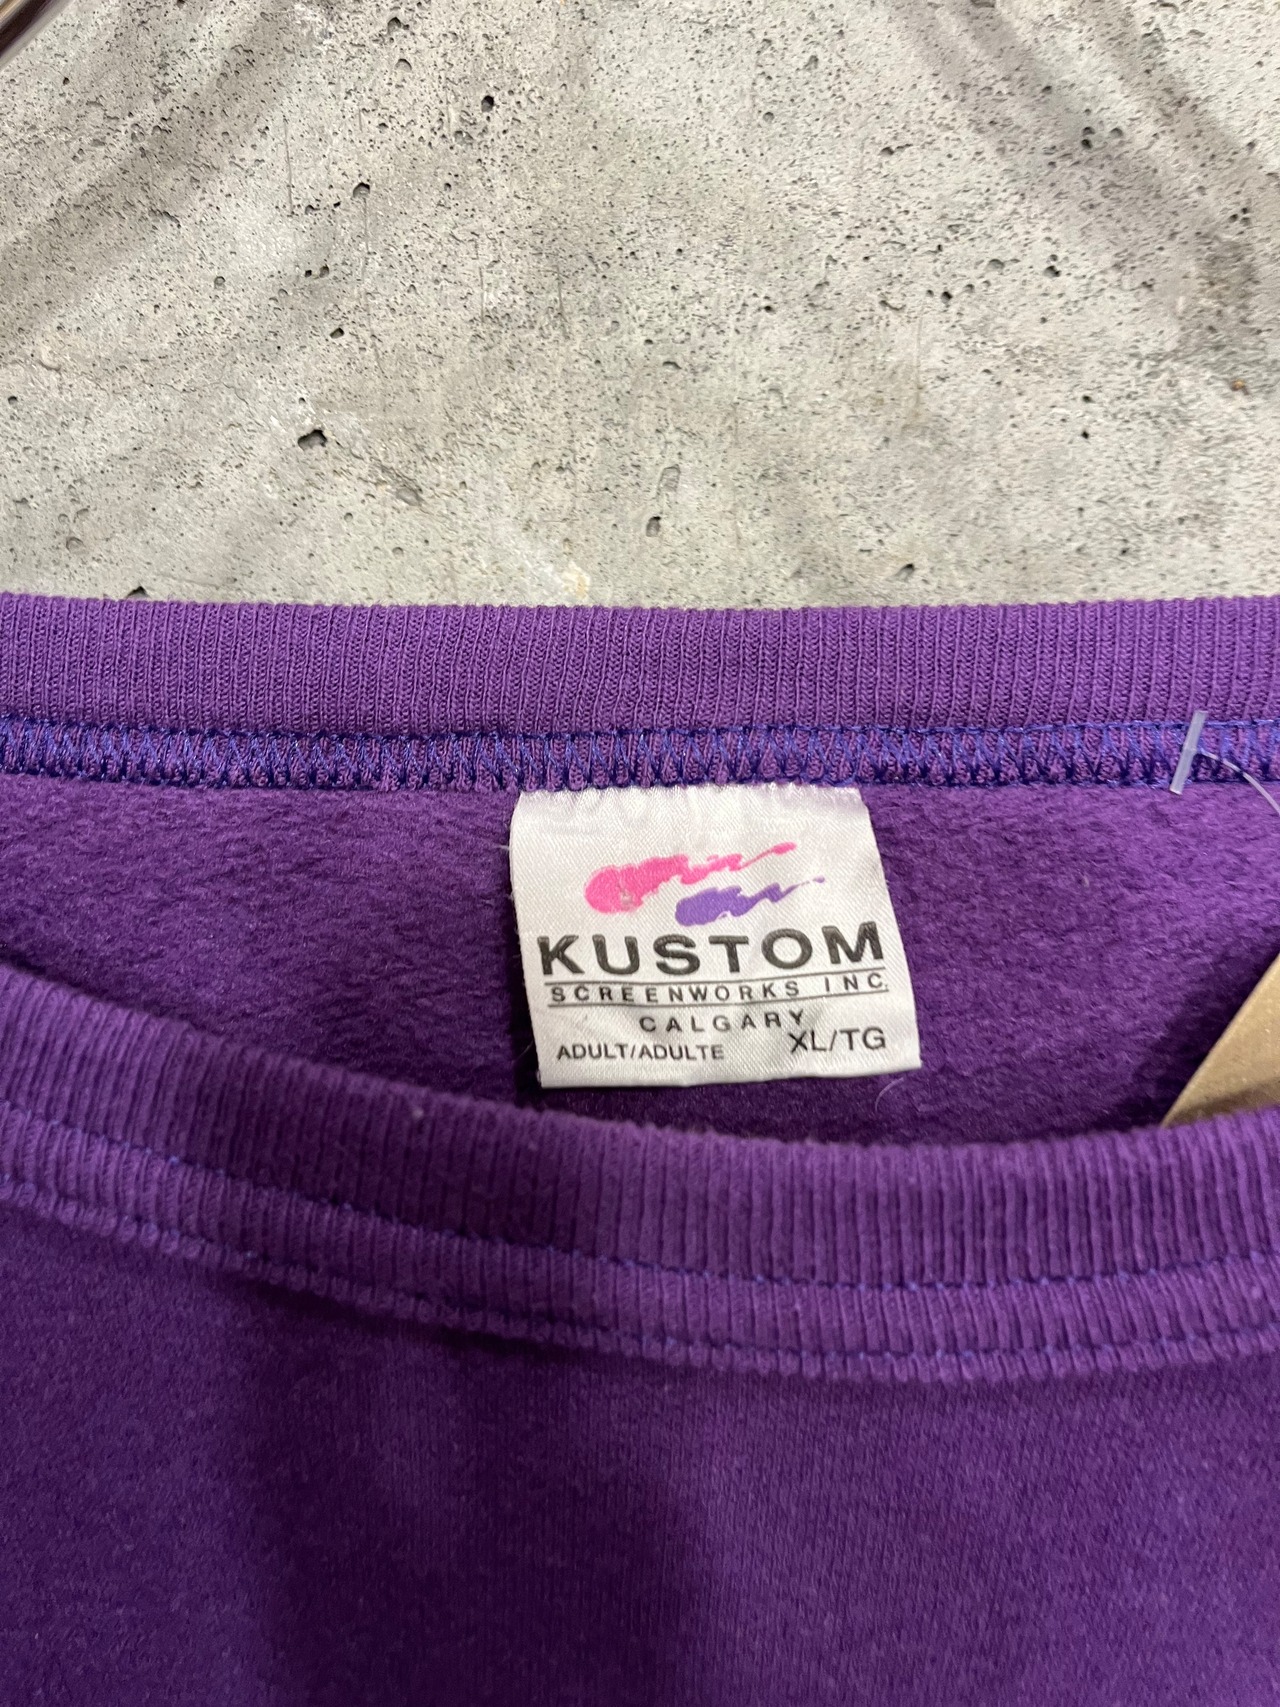 KUSTOM
SCREENWORKS INC.
CALGARY
ADULT/ADULTE XL/TG